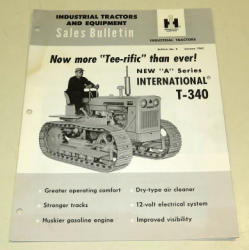 INDUSTRIAL TRACTORS
AND EQUIPMENT
Sales Bulletin
INDUSTRIAL TRACTORS
Now more "Tee-rific" than ever!
NEW "A" Series
INTERNATIONAL®
T-340
• Greater operating comfort
• Stronger tracks
• Huskier gasoline engine
• Dry-type air cleaner
• 12-volt electrical system
• Improved visibility